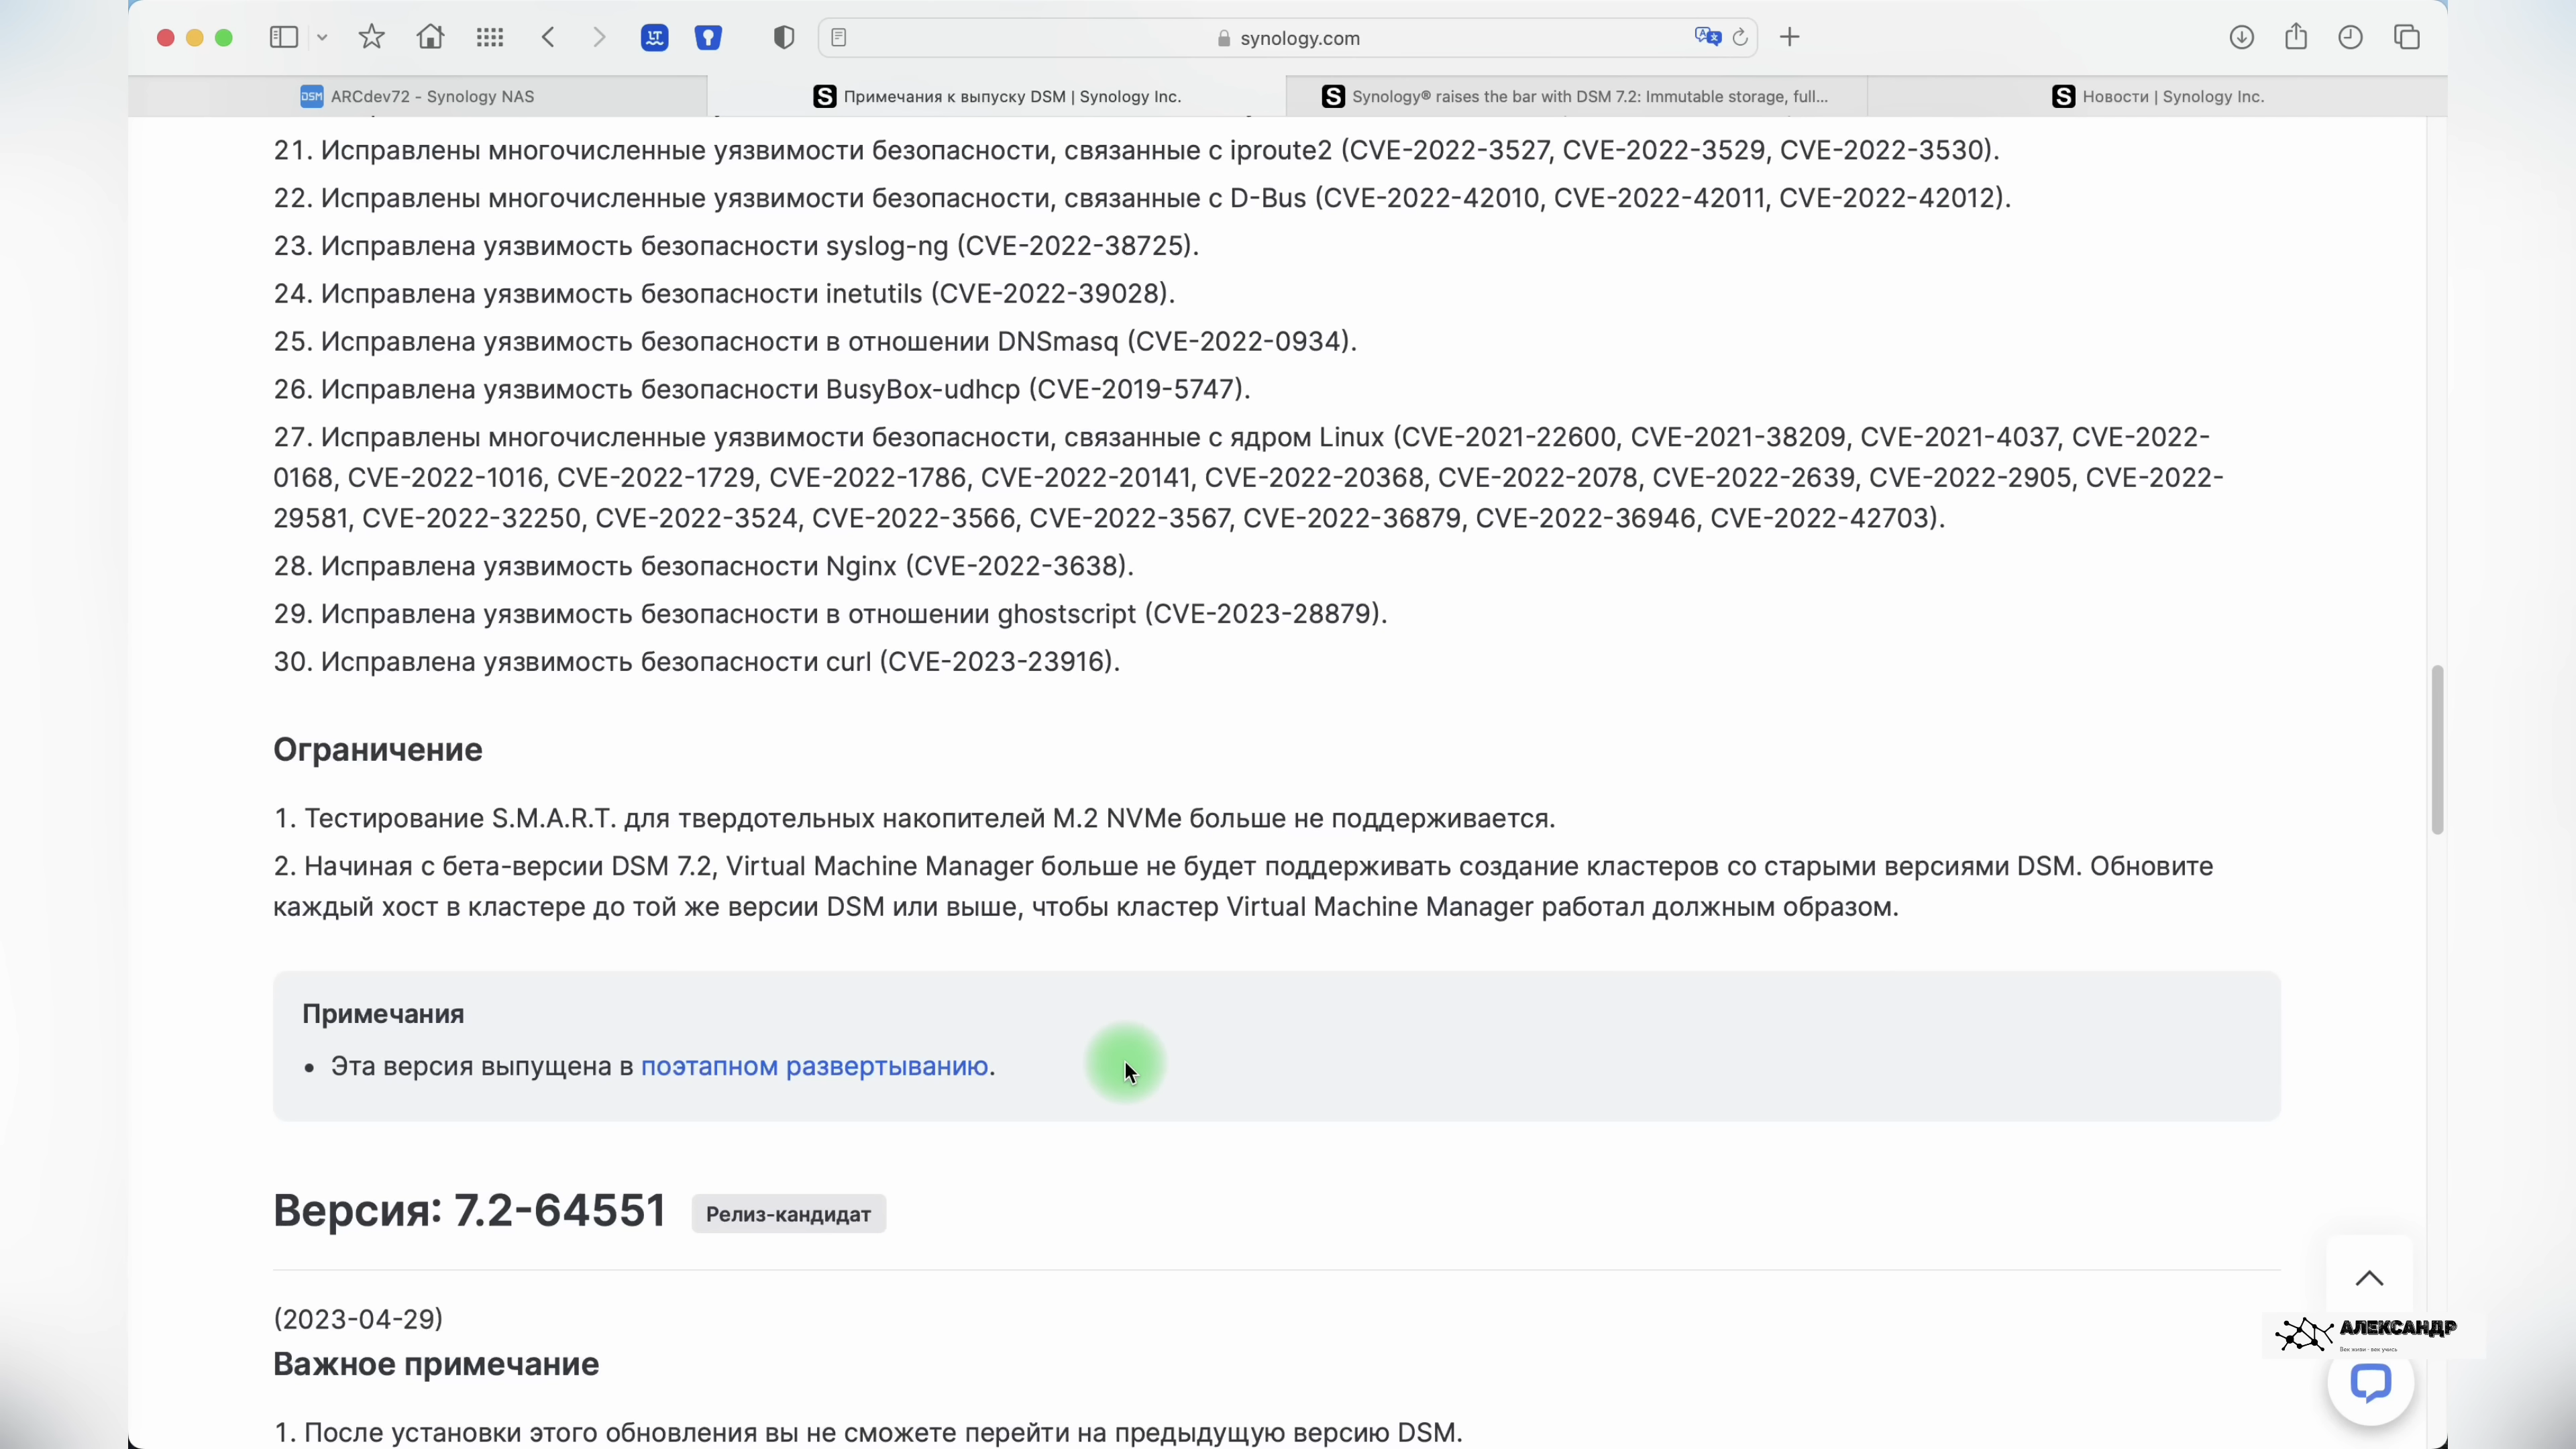 synology.com
ARCdev72 - Synology NAS
Примечания к выпуску DSM | Synology Inc.
Synology® raises the bar with DSM 7.2: Immutable storage, full...
Новости | Synology Inc.
21. Исправлены многочисленные уязвимости безопасности, связанные с iproute2 (CVE-2022-3527, CVE-2022-3529, CVE-2022-3530).
22. Исправлены многочисленные уязвимости безопасности, связанные с D-Bus (CVE-2022-42010, CVE-2022-42011, CVE-2022-42012).
23. Исправлена уязвимость безопасности syslog-ng (CVE-2022-38725).
24. Исправлена уязвимость безопасности inetutils (CVE-2022-39028).
25. Исправлена уязвимость безопасности в отношении DNSmasq (CVE-2022-0934).
26. Исправлена уязвимость безопасности BusyBox-udhcp (CVE-2019-5747).
27. Исправлены многочисленные уязвимости безопасности, связанные с ядром Linux (CVE-2021-22600, CVE-2021-38209, CVE-2021-4037, CVE-2022-
0168, CVE-2022-1016, CVE-2022-1729, CVE-2022-1786, CVE-2022-20141, CVE-2022-20368, CVE-2022-2078, CVE-2022-2639, CVE-2022-2905, CVE-2022-
29581, CVE-2022-32250, CVE-2022-3524, CVE-2022-3566, CVE-2022-3567, CVE-2022-36879, CVE-2022-36946, CVE-2022-42703).
28. Исправлена уязвимость безопасности Nginx (CVE-2022-3638).
29. Исправлена уязвимость безопасности в отношении ghostscript (CVE-2023-28879).
30. Исправлена уязвимость безопасности curl (CVE-2023-23916).
Ограничение
1. Тестирование S.M.A.R.T. для твердотельных накопителей M.2 NVMe больше не поддерживается.
2. Начиная с бета-версии DSM 7.2, Virtual Machine Manager больше не будет поддерживать создание кластеров со старыми версиями DSM. Обновите
каждый хост в кластере до той же версии DSM или выше, чтобы кластер Virtual Machine Manager работал должным образом.
Примечания
• Эта версия выпущена в поэтапном развертыванию.
Версия: 7.2-64551 Релиз-кандидат
(2023-04-29)
АЛЕКСАНДР
Век живи - век учись
Важное примечание
1. После установки этого обновления вы не сможете перейти на предыдущую версию DSM.